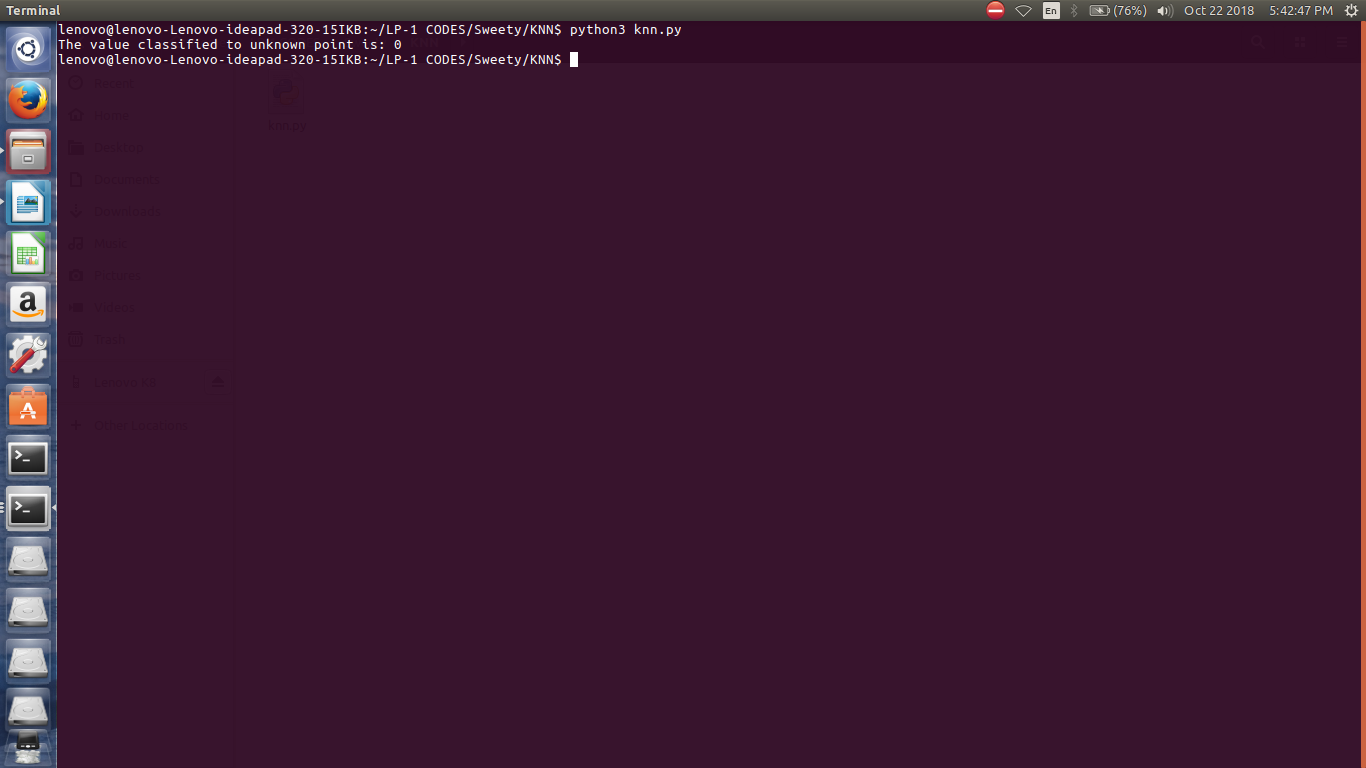 Terminal
En
(76%)
Oct 22 2018
5:42:47 PM
lenovo@lenovo-Lenovo-ideapad-320-15IKB:~/LP-1 CODES/Sweety/KNN$ python3 knn.py
The value classified to unknown point is: 0
lenovo@lenovo-Lenovo-ideapad-320-15IKB:~/LP-1 CODES/Sweety/KNN$
Recent
Home
knn.py
Desktop
Documents
Downloads
Music
Pictures
Videos
Trash
Other Locations